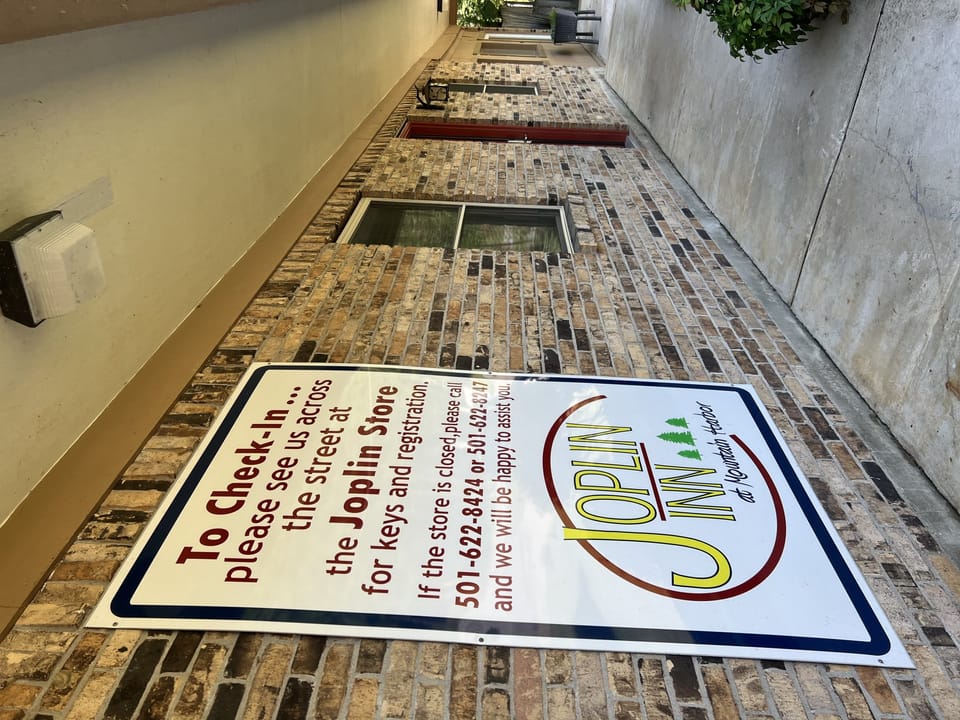 To Check-In ...
please see us across
the street at
the Joplin Store
for keys and registration.
If the store is closed,please call
501-622-8424 or 501-622-8247
and we will be happy to assist you.
JOPLIN
INN
at Mountain Harbor